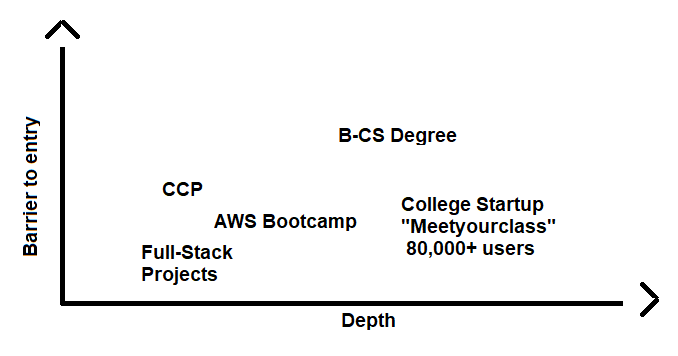 Barrier to entry
B-CS Degree
CCP
AWS Bootcamp
College Startup
"Meetyourclass"
80,000+ users
Full-Stack
Projects
Depth